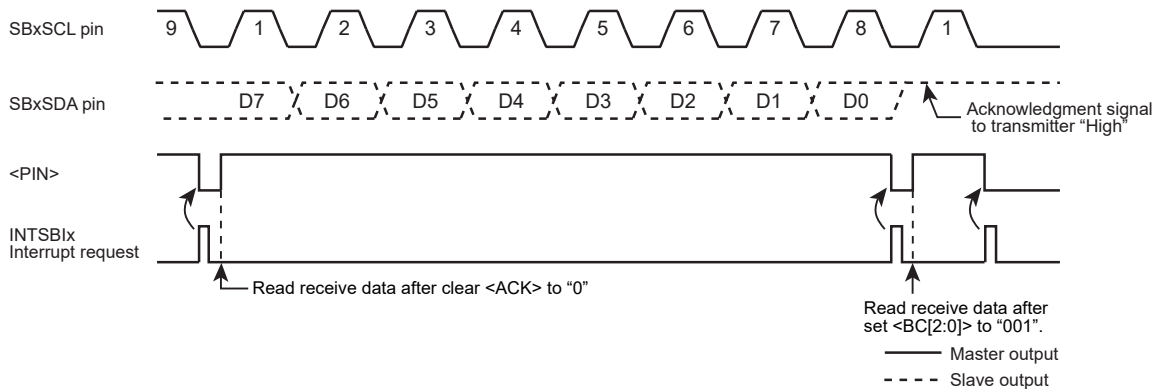 SBxSCL pin 9 1 2 3 4 5 6 7 8 1
SBxSDA pin D7 D6 D5 D4 D3 D2 D1 D0
Acknowledgment signal
to transmitter “High”
<PIN>
INTSBIx
Interrupt request
Read receive data after clear <ACK> to “0”
Read receive data after
set <BC[2:0]> to “001”.
Master output
Slave output